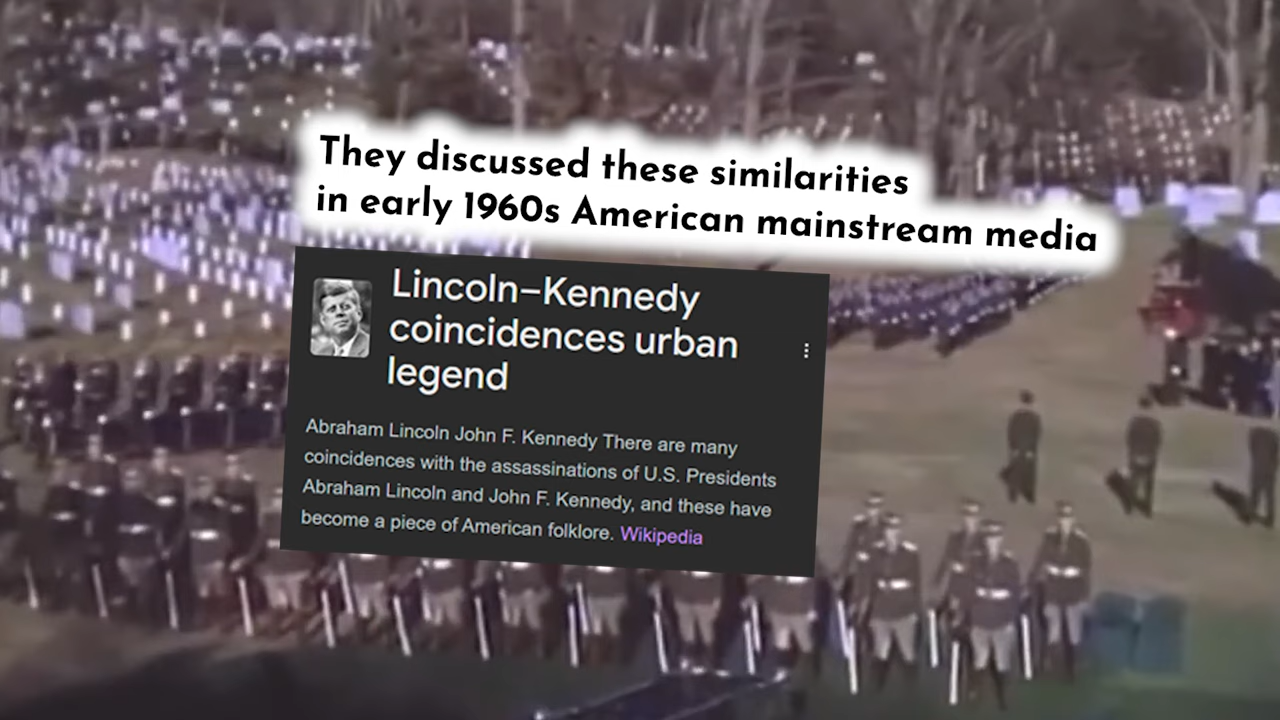 They discussed these similarities
in early 1960s American mainstream media
Lincoln–Kennedy
coincidences urban
legend
Abraham Lincoln John F. Kennedy There are many
coincidences with the assassinations of U.S. Presidents
Abraham Lincoln and John F. Kennedy, and these have
become a piece of American folklore. Wikipedia